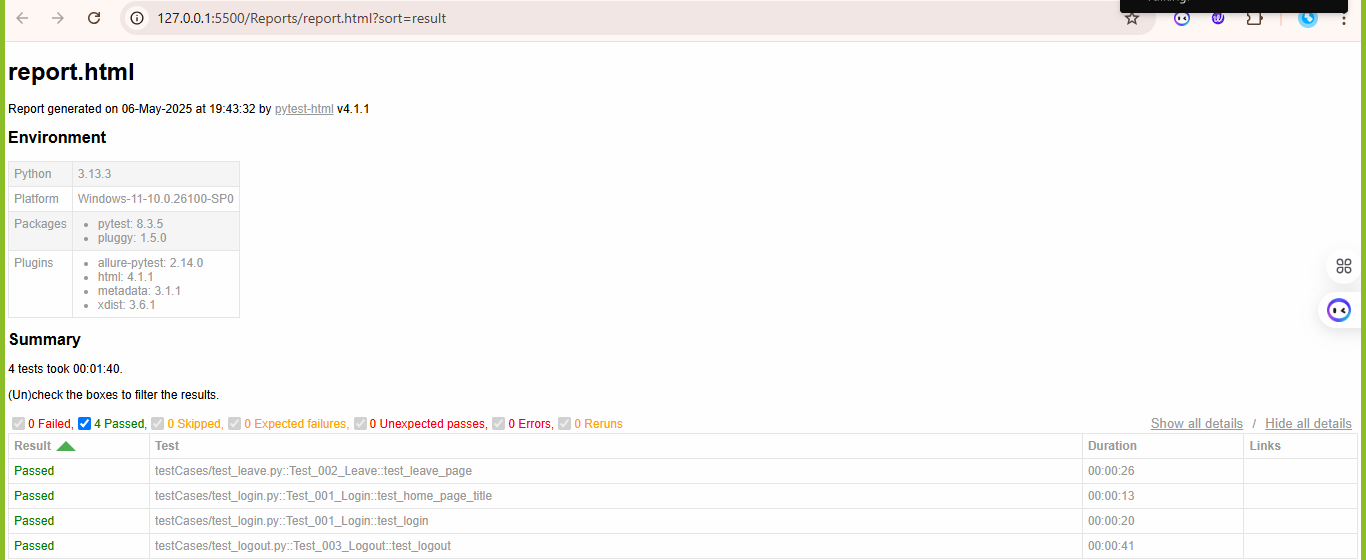 127.0.0.1:5500/Reports/report.html?sort=result
report.html
Report generated on 06-May-2025 at 19:43:32 by pytest-html v4.1.1
Environment
Python 3.13.3
Platform Windows-11-10.0.26100-SP0
Packages
pytest: 8.3.5
pluggy: 1.5.0
Plugins
allure-pytest: 2.14.0
html: 4.1.1
metadata: 3.1.1
xdist: 3.6.1
Summary
4 tests took 00:01:40.
(Un)check the boxes to filter the results.
0 Failed, 4 Passed, 0 Skipped, 0 Expected failures, 0 Unexpected passes, 0 Errors, 0 Reruns Show all details / Hide all details
Result Test Duration Links
Passed testCases/test_leave.py::Test_002_Leave::test_leave_page 00:00:26
Passed testCases/test_login.py::Test_001_Login::test_home_page_title 00:00:13
Passed testCases/test_login.py::Test_001_Login::test_login 00:00:20
Passed testCases/test_logout.py::Test_003_Logout::test_logout 00:00:41